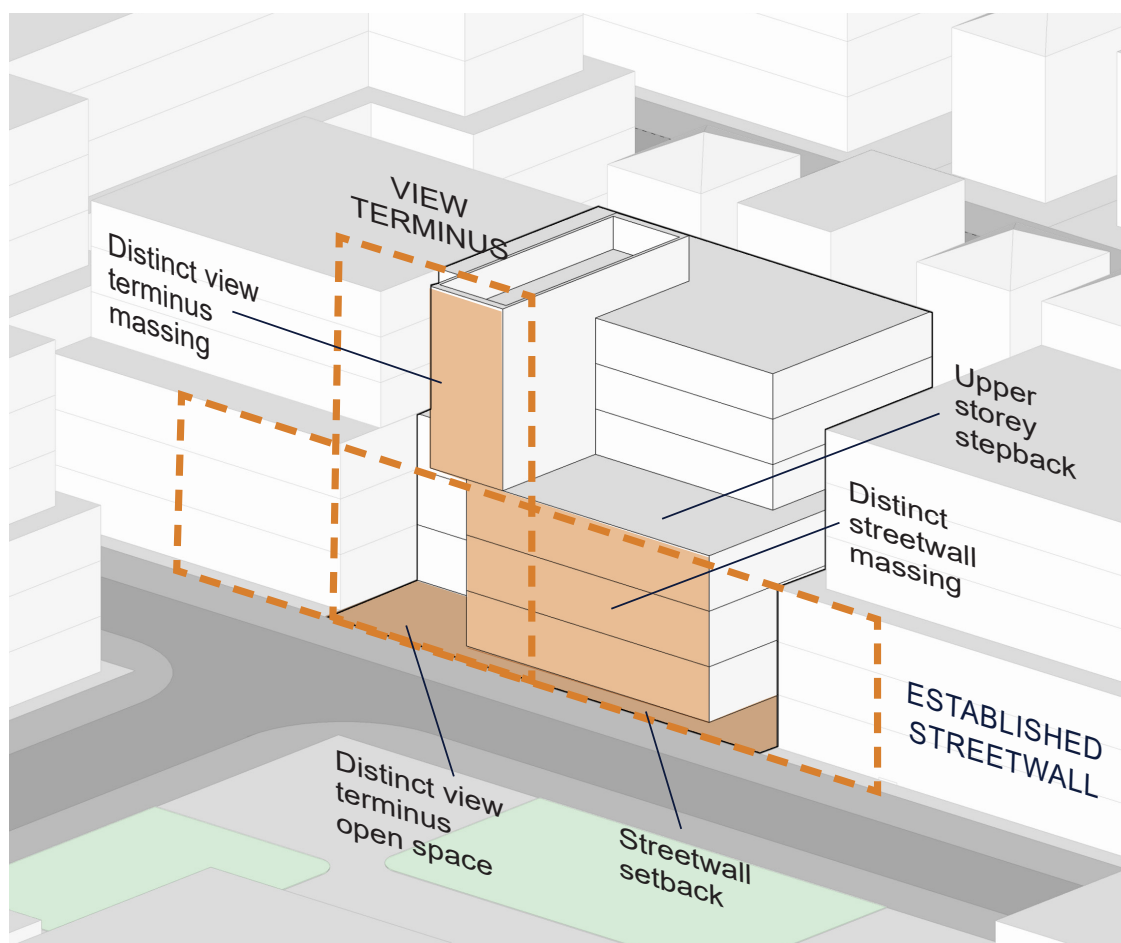 VIEW
TERMINUS
Distinct view
terminus
massing
Upper
storey
stepback
Distinct
streetwall
massing
ESTABLISHED
STREETWALL
Distinct view
terminus
open space
Streetwall
setback